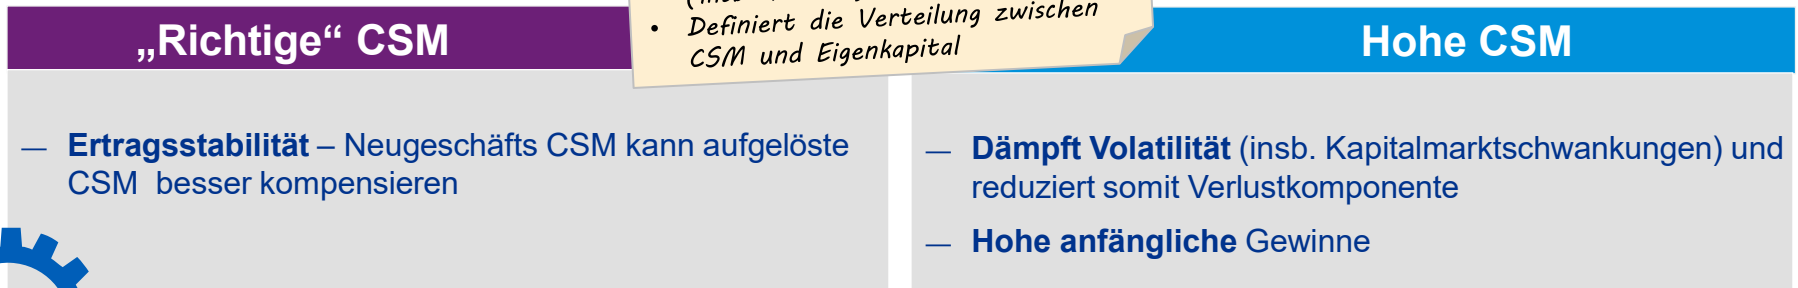 • Definiert die Verteilung zwischen
CSM und Eigenkapital
„Richtige“ CSM
— Ertragsstabilität – Neugeschäfts CSM kann aufgelöste
CSM besser kompensieren
Hohe CSM
— Dämpft Volatilität (insb. Kapitalmarktschwankungen) und
reduziert somit Verlustkomponente
— Hohe anfängliche Gewinne